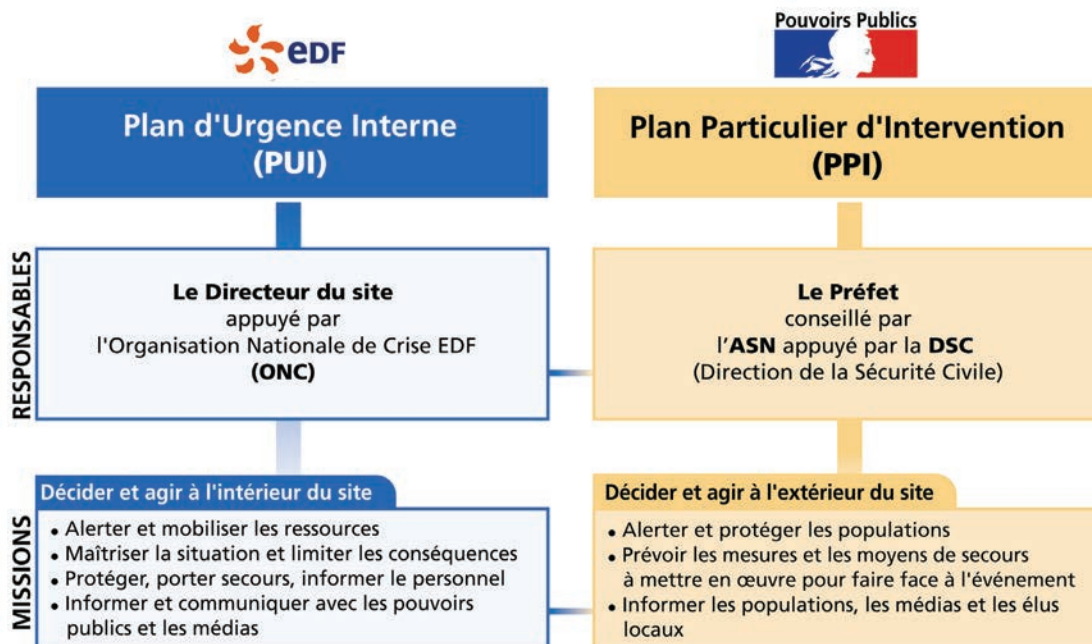 edf
Plan d'Urgence Interne
(PUI)
Pouvoirs Publics
Plan Particulier d'Intervention
(PPI)
RESPONSABLES
Le Directeur du site
appuyé par
l'Organisation Nationale de Crise EDF
(ONC)
Le Préfet
conseillé par
l'ASN appuyé par la DSC
(Direction de la Sécurité Civile)
MISSIONS
Décider et agir à l'intérieur du site
• Alerter et mobiliser les ressources
• Maîtriser la situation et limiter les conséquences
• Protéger, porter secours, informer le personnel
• Informer et communiquer avec les pouvoirs
publics et les médias
Décider et agir à l'extérieur du site
• Alerter et protéger les populations
• Prévoir les mesures et les moyens de secours
à mettre en œuvre pour faire face à l'événement
• Informer les populations, les médias et les élus
locaux